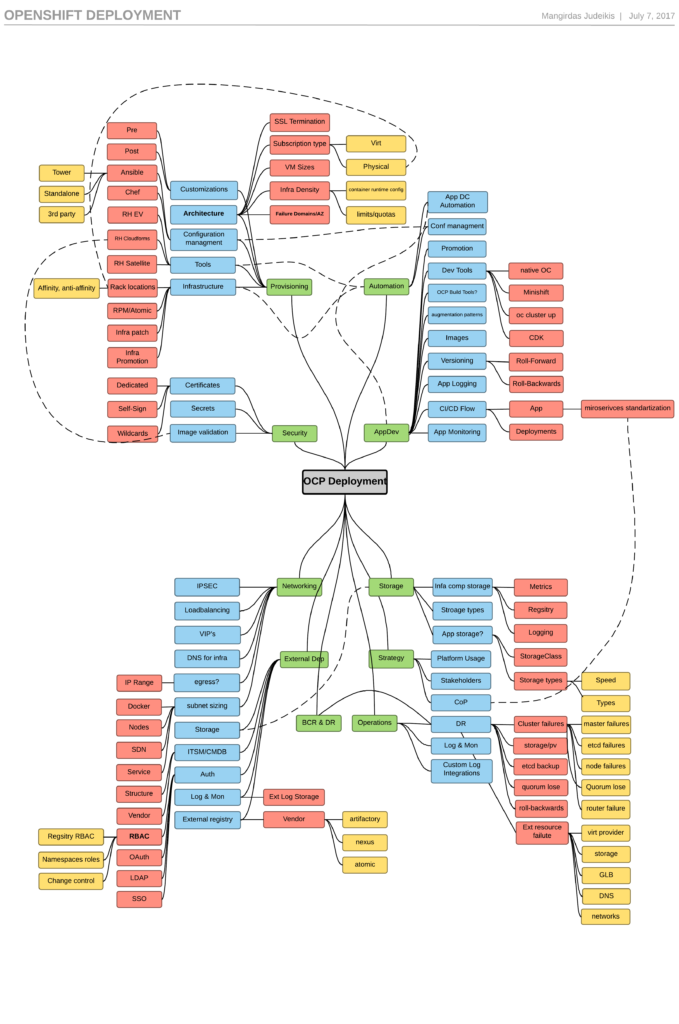 OPENSHIFT DEPLOYMENT
Mangirdas Judeikis | July 7, 2017
Pre
Post
Ansible
Chef
RH EV
RH Cloudforms
RH Satellite
Rack locations
RPM/Atomic
Infra patch
Infra
Promotion
Tower
Standalone
3rd party
Affinity, anti-affinity
Customizations
Architecture
Configuration
managment
Tools
Infrastructure
SSL Termination
Subscription type
VM Sizes
Infra Density
Failure Domains/AZ
Virt
Physical
container runtime config
limits/quotas
Provisioning
Automation
App DC
Automation
Conf managment
Promotion
Dev Tools
OCP Build Tools?
augmentation patterns
Images
Versioning
App Logging
CI/CD Flow
App Monitoring
native OC
Minishift
oc cluster up
CDK
Roll-Forward
Roll-Backwards
App
Deployments
miroserivces standartization
Dedicated
Self-Sign
Wildcards
Certificates
Secrets
Image validation
Security
AppDev
OCP Deployment
Networking
IPSEC
Loadbalancing
VIP's
DNS for infra
egress?
subnet sizing
Storage
ITSM/CMDB
Auth
Log & Mon
External registry
External Dep
IP Range
Docker
Nodes
SDN
Service
Structure
Vendor
RBAC
OAuth
LDAP
SSO
Regsitry RBAC
Namespaces roles
Change control
Ext Log Storage
Vendor
artifactory
nexus
atomic
BCR & DR
Operations
Storage
Strategy
Infa comp storage
Stroage types
App storage?
Platform Usage
Stakeholders
CoP
DR
Log & Mon
Custom Log
Integrations
Metrics
Regsitry
Logging
StorageClass
Storage types
Speed
Types
Cluster failures
storage/pv
etcd backup
quorum lose
roll-backwards
Ext resource
failute
master failures
etcd failures
node failures
Quorum lose
router failure
virt provider
storage
GLB
DNS
networks